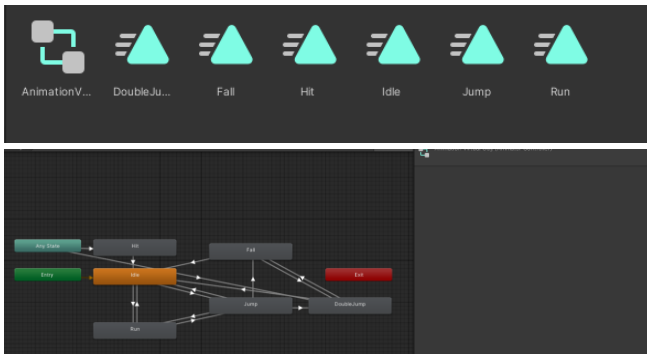 AnimationV... DoubleJu... Fall Hit Idle Jump Run
Any State Hit Fall
Entry Idle Exit
Jump DoubleJump
Run